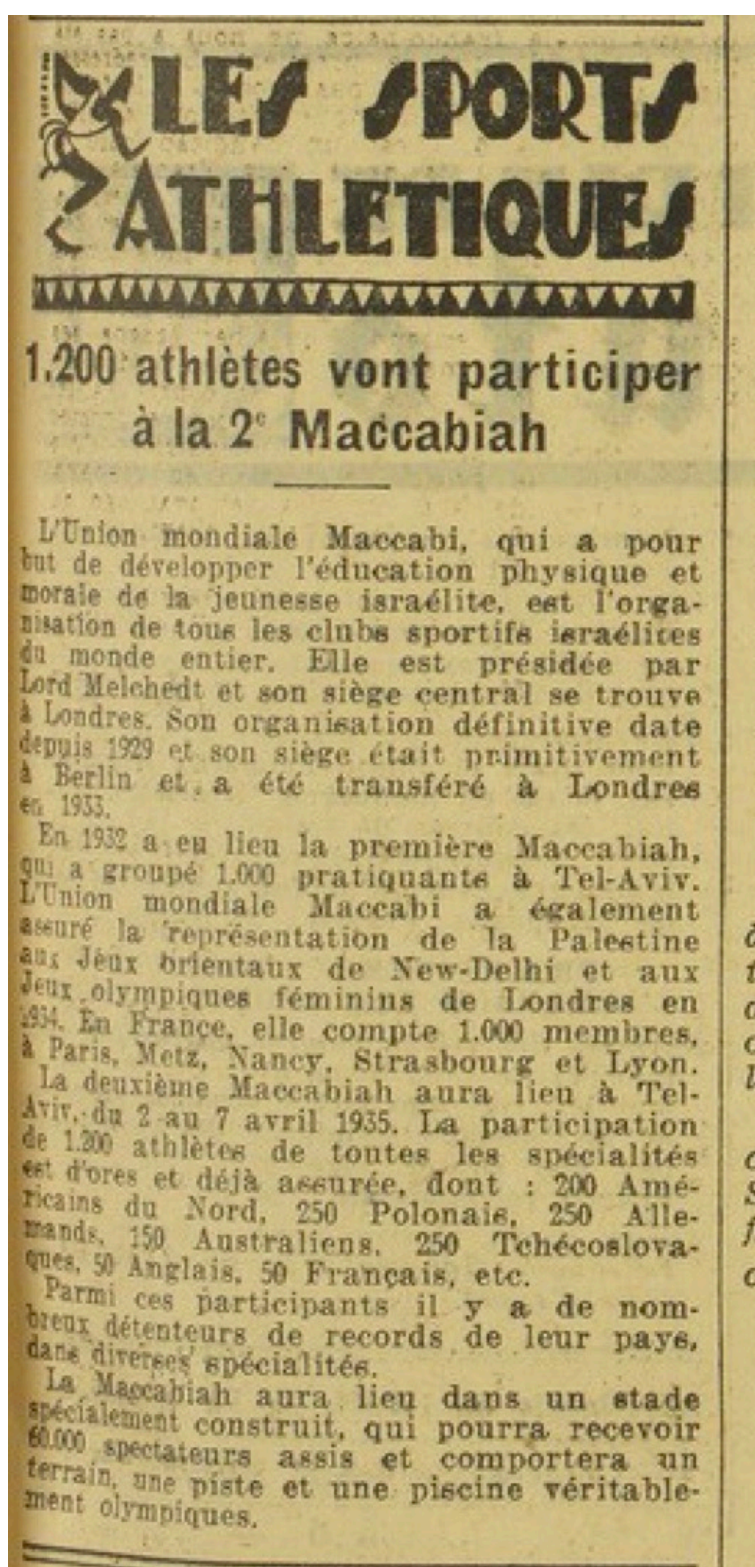 LES SPORTS
ATHLETIQUES
1.200 athlètes vont participer
à la 2e Maccabiah
L'Union mondiale Maccabi, qui a pour
but de développer l'éducation physique et
morale de la jeunesse israélite, est l'orga-
nisation de tous les clubs sportifs israélites
du monde entier. Elle est présidée par
Lord Melchedt et son siège central se trouve
à Londres. Son organisation définitive date
depuis 1929 et son siège était primitivement
à Berlin et a été transféré à Londres
en 1933.
En 1932 a eu lieu la première Maccabiah,
qui a groupé 1.000 pratiquants à Tel-Aviv.
L'Union mondiale Maccabi a également
assuré la représentation de la Palestine
aux Jeux orientaux de New-Delhi et aux
Jeux olympiques féminins de Londres en
1934. En France, elle compte 1.000 membres,
à Paris, Metz, Nancy, Strasbourg et Lyon.
La deuxième Maccabiah aura lieu à Tel-
Aviv, du 2 au 7 avril 1935. La participation
de 1.200 athlètes de toutes les spécialités
est d'ores et déjà assurée, dont : 200 Amé-
ricains du Nord, 250 Polonais, 250 Alle-
mands, 150 Australiens, 250 Tchécoslova-
ques, 50 Anglais, 50 Français, etc.
Parmi ces participants il y a de nom-
breux détenteurs de records de leur pays,
dans diverses spécialités.
La Maccabiah aura lieu dans un stade
spécialement construit, qui pourra recevoir
60.000 spectateurs assis et comportera un
terrain, une piste et une piscine véritable-
ment olympiques.